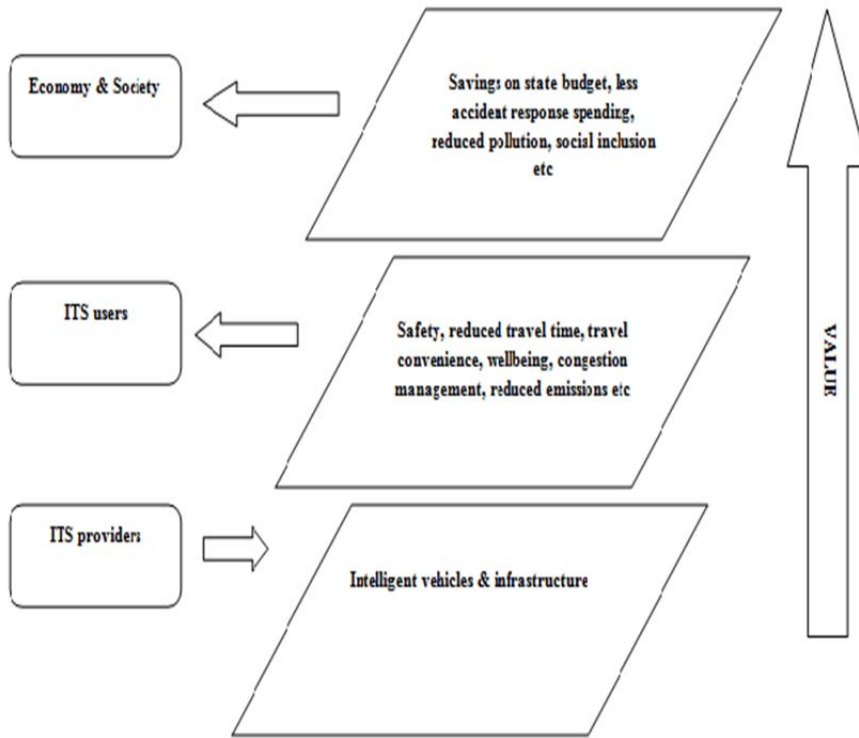 Economy & Society
Savings on state budget, less
accident response spending,
reduced pollution, social inclusion
etc
ITS users
Safety, reduced travel time, travel
convenience, wellbeing, congestion
management, reduced emissions etc
VALUE
ITS providers
Intelligent vehicles & infrastructure